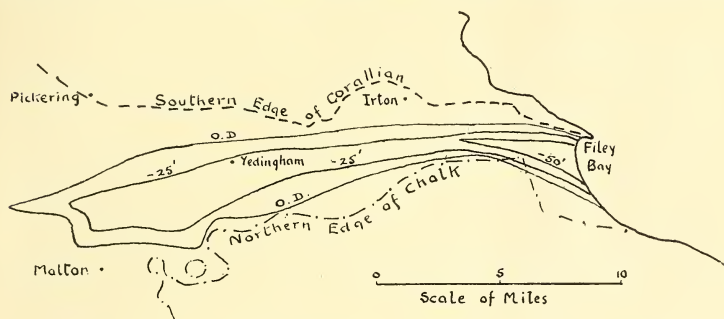 Pickering
Southern Edge of Corallian
Irton
O.D
Filey
Bay
-25'
Yedingham
-25'
-50'
O.D.
Northern Edge of Chalk
Malton
0 5 10
Scale of Miles